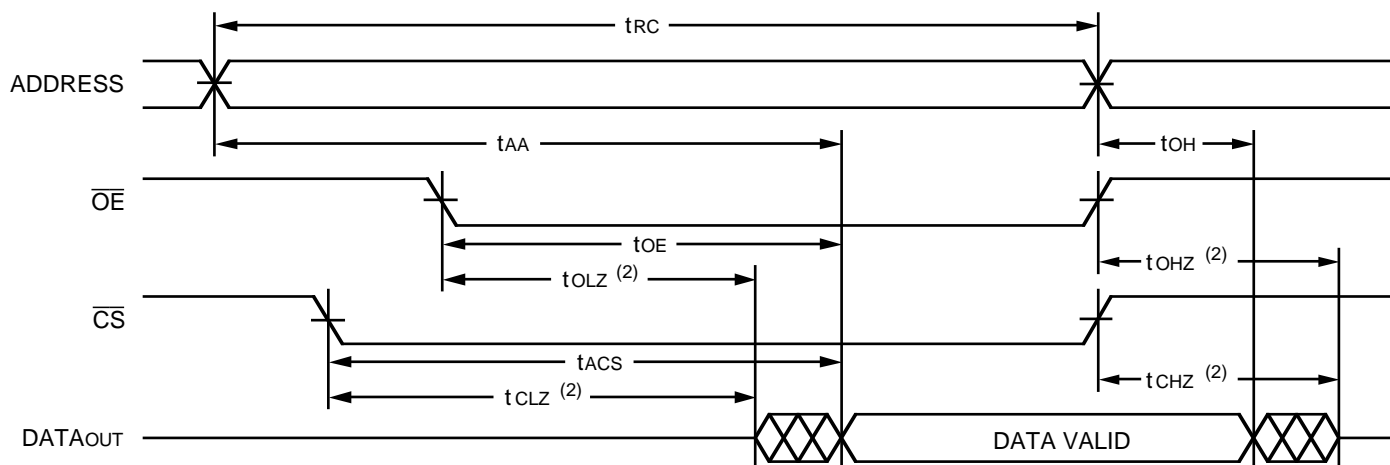 tRC
ADDRESS
tAA
tOH
OE
tOE
tOLZ (2)
tOHZ (2)
CS
tACS
tCLZ (2)
tCHZ (2)
DATAOUT
DATA VALID